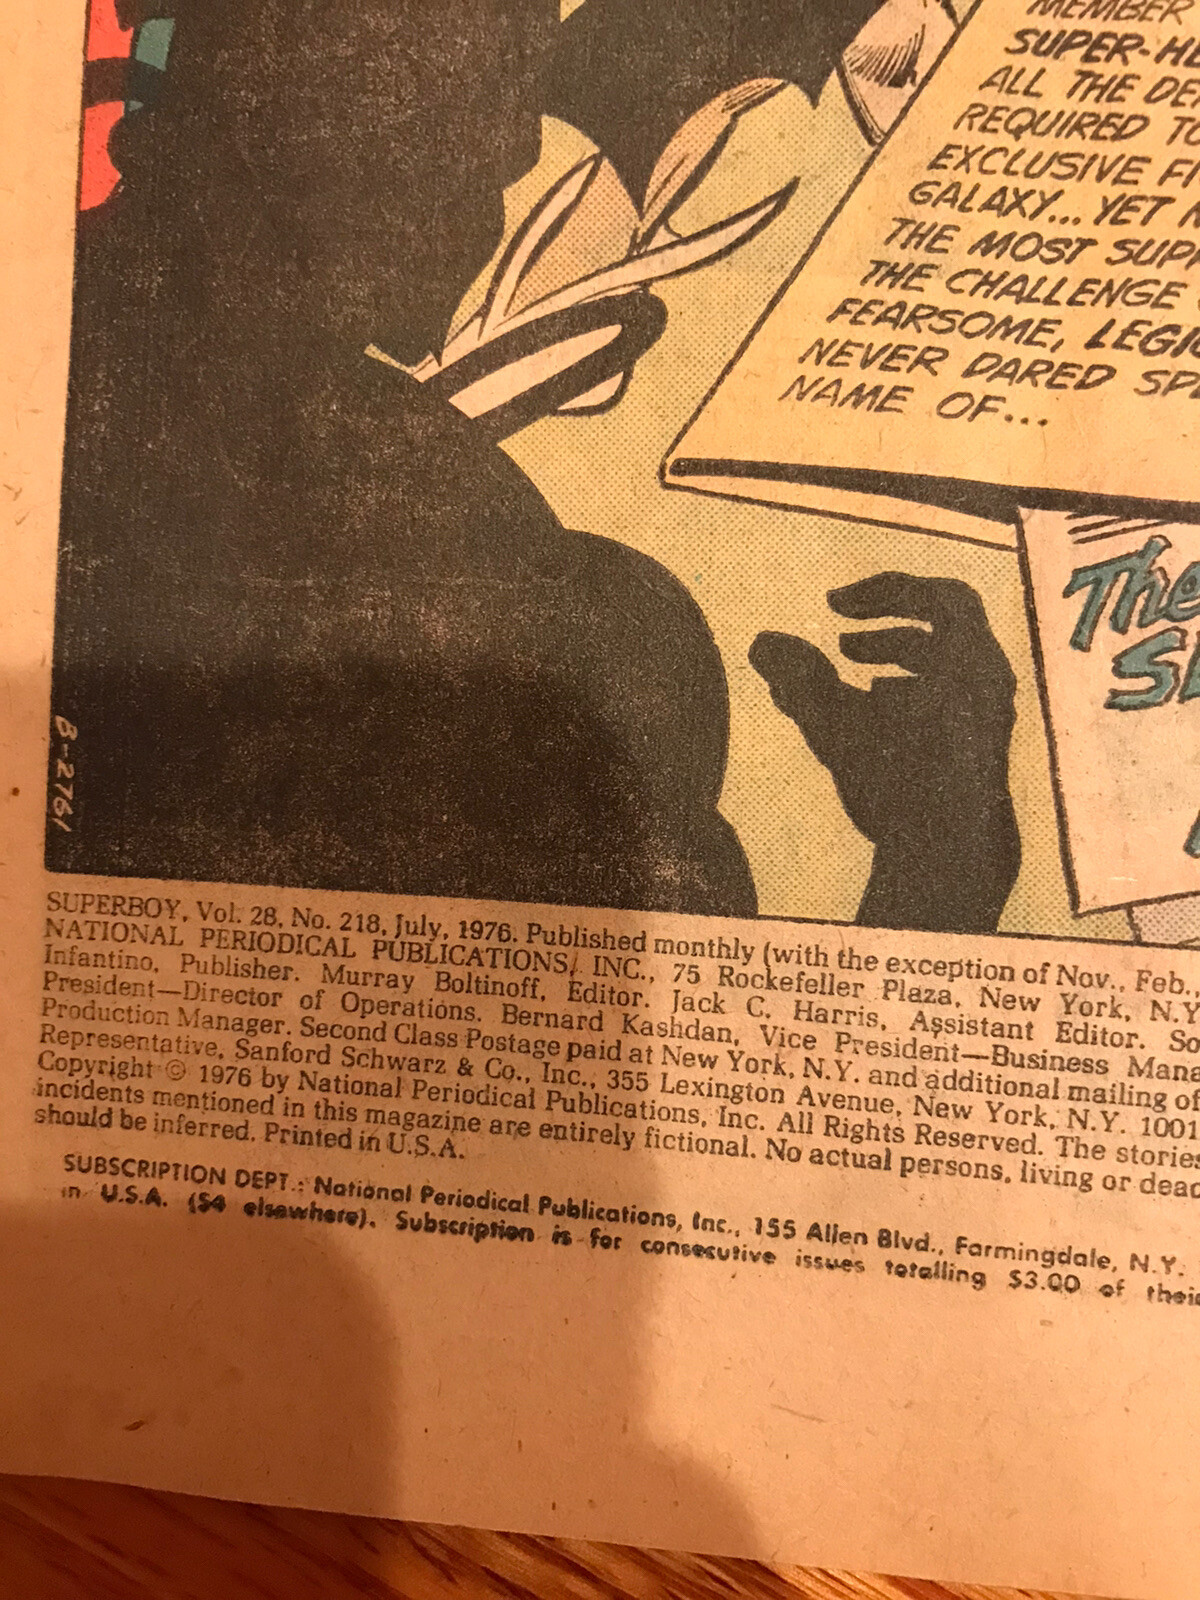 MEMBER
SUPER-HE
ALL THE DE
REQUIRED TO
EXCLUSIVE FI
GALAXY... YET
THE MOST SUP
THE CHALLENGE
FEARSOME, LEGIO
NEVER DARED SPE
NAME OF...
The
B-2761
SUPERBOY, Vol. 28, No. 218, July, 1976. Published monthly (with the exception of Nov., Feb.,
NATIONAL PERIODICAL PUBLICATIONS, INC., 75 Rockefeller Plaza, New York, N.Y
Infantino, Publisher. Murray Boltinoff, Editor. Jack C. Harris, Assistant Editor. So
President—Director of Operations. Bernard Kashdan, Vice President—Business Mana
Production Manager. Second Class Postage paid at New York, N.Y. and additional mailing of
Representative, Sanford Schwarz & Co., Inc., 355 Lexington Avenue, New York, N.Y. 1001
Copyright © 1976 by National Periodical Publications, Inc. All Rights Reserved. The stories
incidents mentioned in this magazine are entirely fictional. No actual persons, living or dead
should be inferred. Printed in U.S.A.
SUBSCRIPTION DEPT.: National Periodical Publications, Inc., 155 Allen Blvd., Farmingdale, N.Y.
in U.S.A. ($4 elsewhere). Subscription is for consecutive issues totalling $3.00 of their